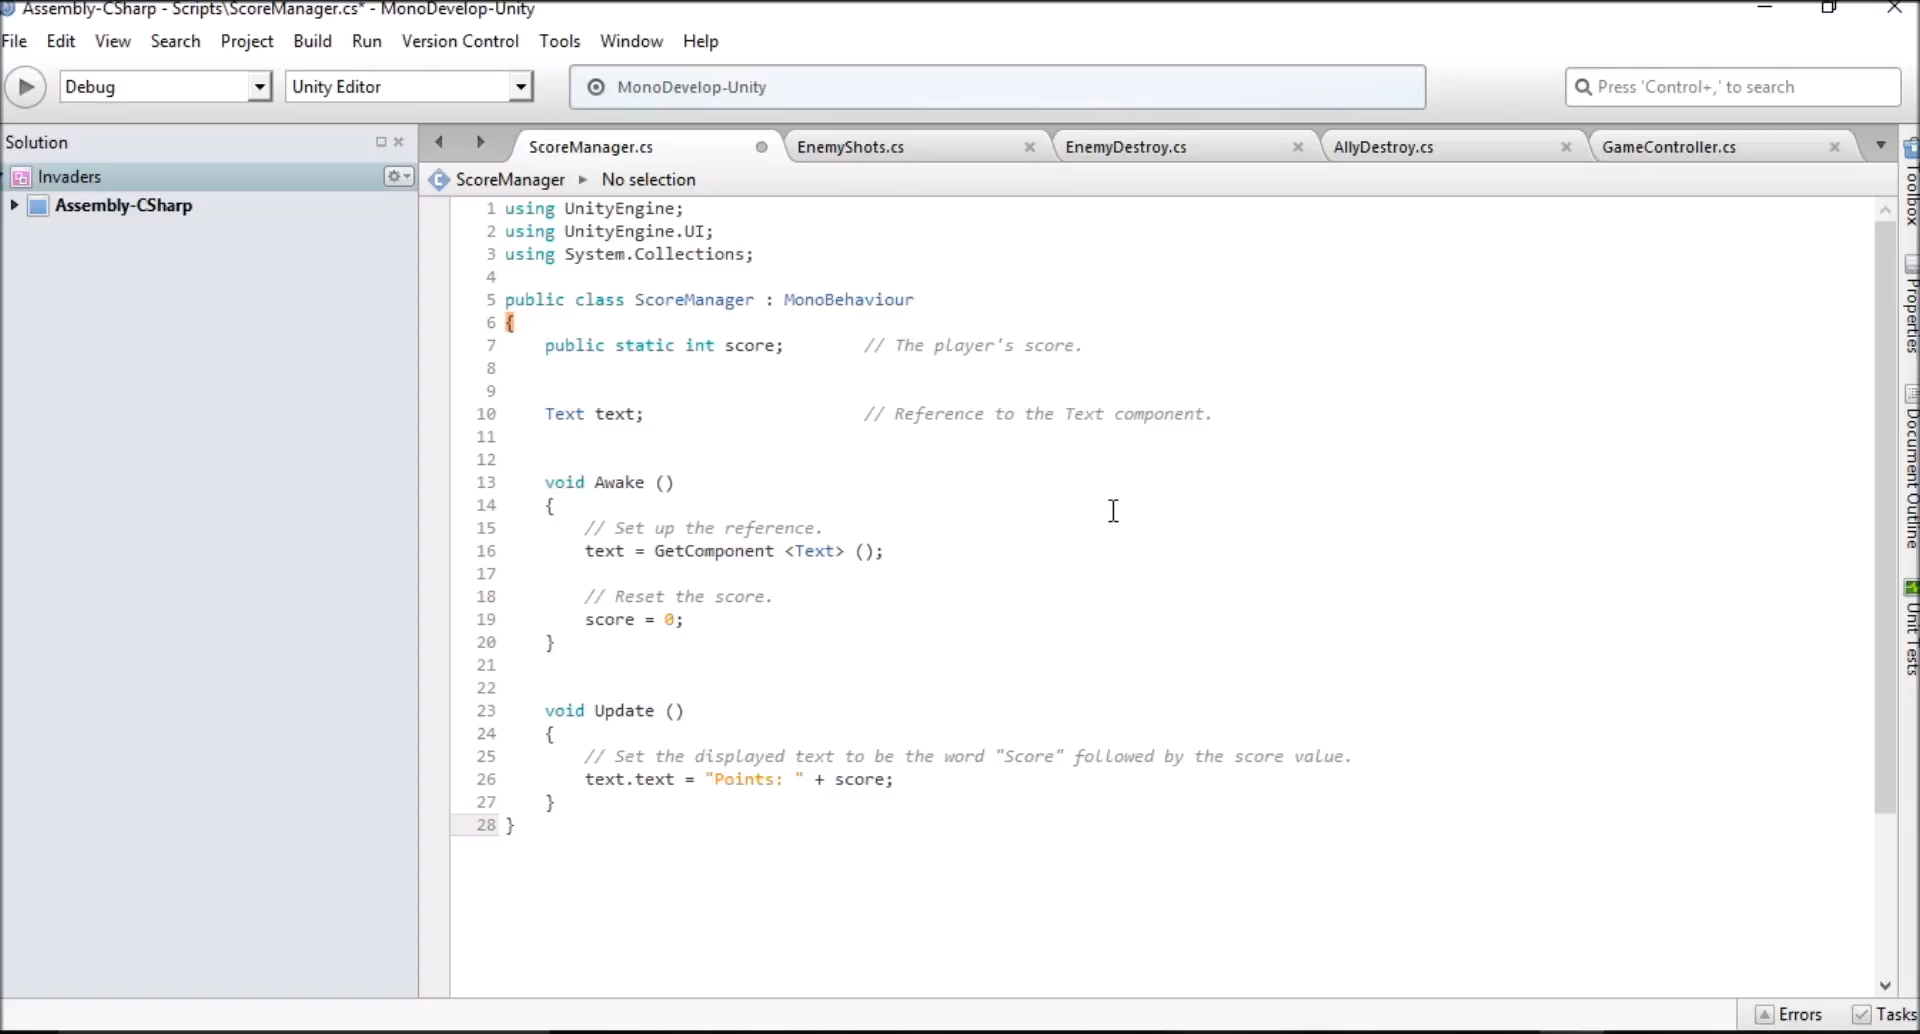 Assembly-CSharp - Scripts\ScoreManager.cs* - MonoDevelop-Unity
File Edit View Search Project Build Run Version Control Tools Window Help
Debug Unity Editor MonoDevelop-Unity Press 'Control+,' to search
Solution
Invaders
Assembly-CSharp
ScoreManager.cs EnemyShots.cs EnemyDestroy.cs AllyDestroy.cs GameController.cs
ScoreManager ▸ No selection
1 using UnityEngine;
2 using UnityEngine.UI;
3 using System.Collections;
4
5 public class ScoreManager : MonoBehaviour
6 {
7 public static int score; // The player's score.
8
9
10 Text text; // Reference to the Text component.
11
12
13 void Awake ()
14 {
15 // Set up the reference.
16 text = GetComponent <Text> ();
17
18 // Reset the score.
19 score = 0;
20 }
21
22
23 void Update ()
24 {
25 // Set the displayed text to be the word "Score" followed by the score value.
26 text.text = "Points: " + score;
27 }
28 }
Toolbox
Properties
Document Outline
Unit Tests
Errors Tasks